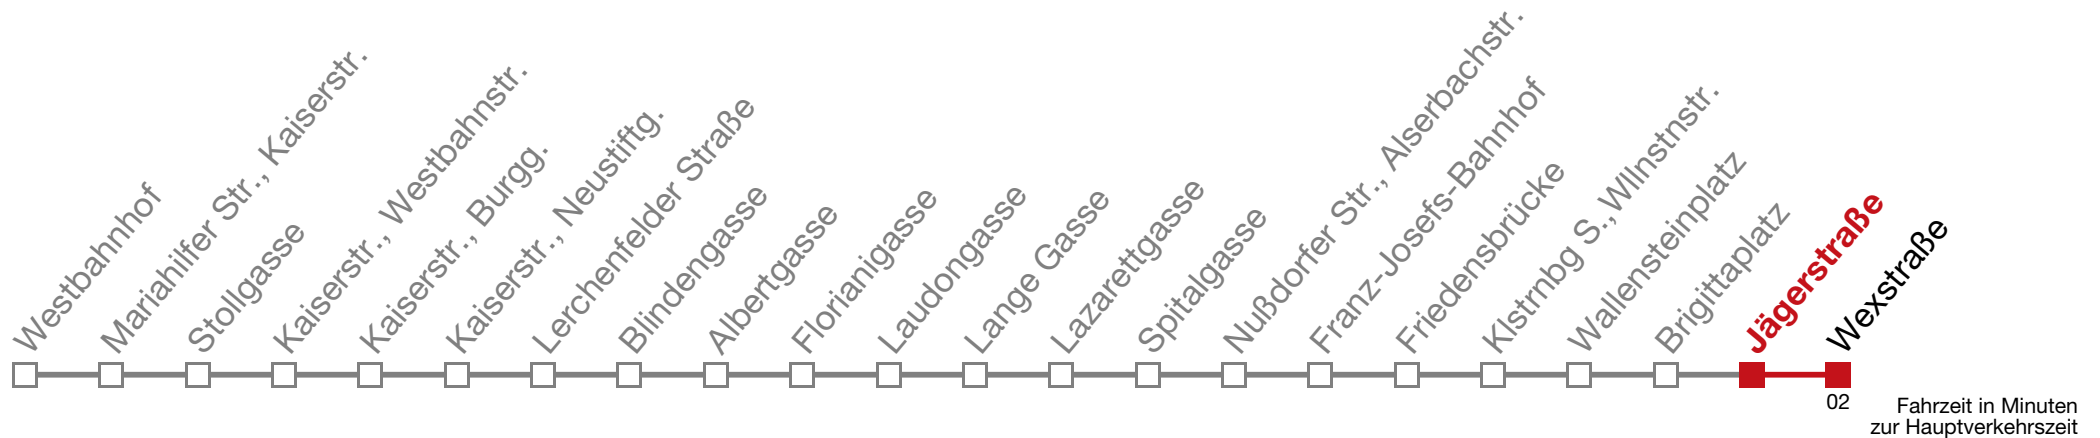 Westbahnhof
Mariahilfer Str., Kaiserstr.
Stollgasse
Kaiserstr., Westbahnstr.
Kaiserstr., Burgg.
Kaiserstr., Neustiftg.
Lerchenfelder Straße
Blindengasse
Albertgasse
Florianigasse
Laudongasse
Lange Gasse
Lazarettgasse
Spitalgasse
Nußdorfer Str., Alserbachstr.
Franz-Josefs-Bahnhof
Friedensbrücke
Klstrnbg S., Wllnstnstr.
Wallensteinplatz
Brigittaplatz
Jägerstraße
Wexstraße
02
Fahrzeit in Minuten
zur Hauptverkehrszeit